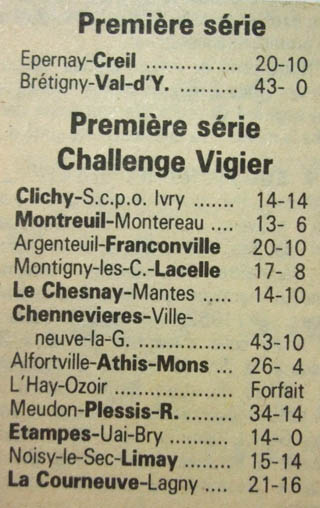 Première série
Epernay-Creil ............... 20-10
Brétigny-Val-d'Y. .......... 43- 0
Première série
Challenge Vigier
Clichy-S.c.p.o. Ivry ....... 14-14
Montreuil-Montereau .... 13- 6
Argenteuil-Franconville 20-10
Montigny-les-C.-Lacelle 17- 8
Le Chesnay-Mantes ..... 14-10
Chennevieres-Ville-
neuve-la-G. .................. 43-10
Alfortville-Athis-Mons ... 26- 4
L'Hay-Ozoir .................. Forfait
Meudon-Plessis-R. ........ 34-14
Etampes-Uai-Bry .......... 14- 0
Noisy-le-Sec-Limay ...... 15-14
La Courneuve-Lagny .... 21-16